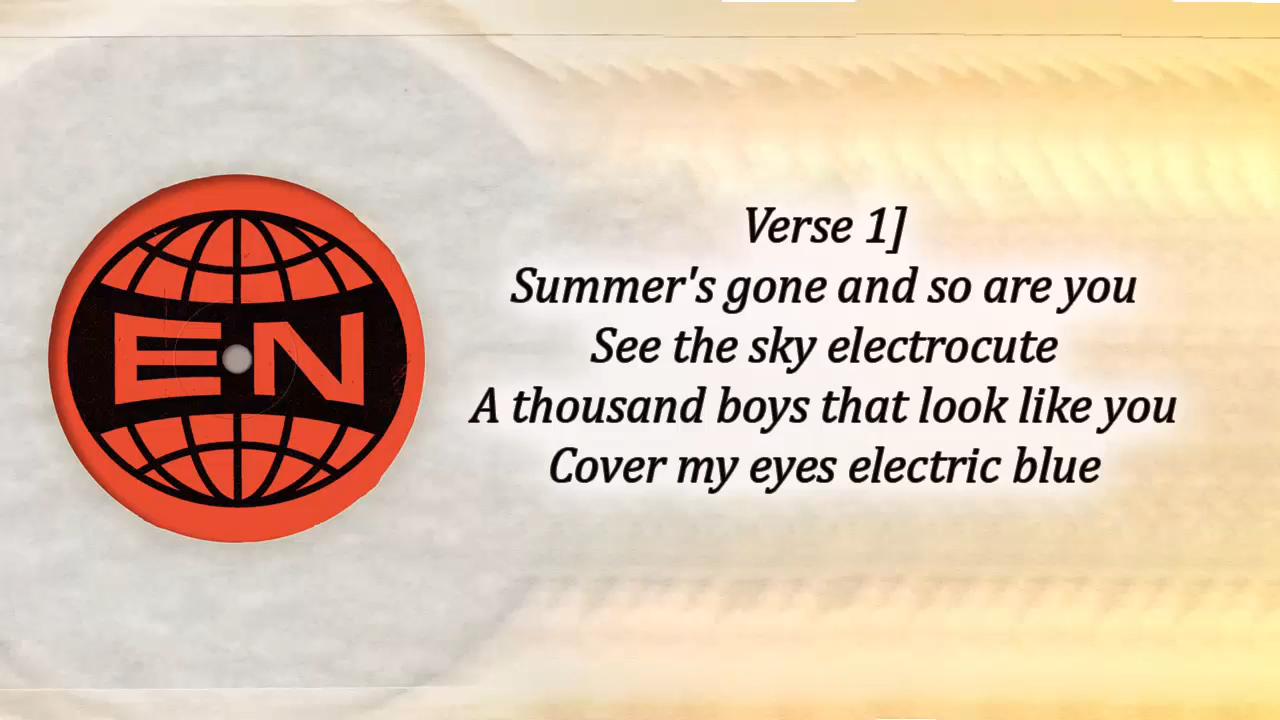 EN
Verse 1]
Summer's gone and so are you
See the sky electrocute
A thousand boys that look like you
Cover my eyes electric blue